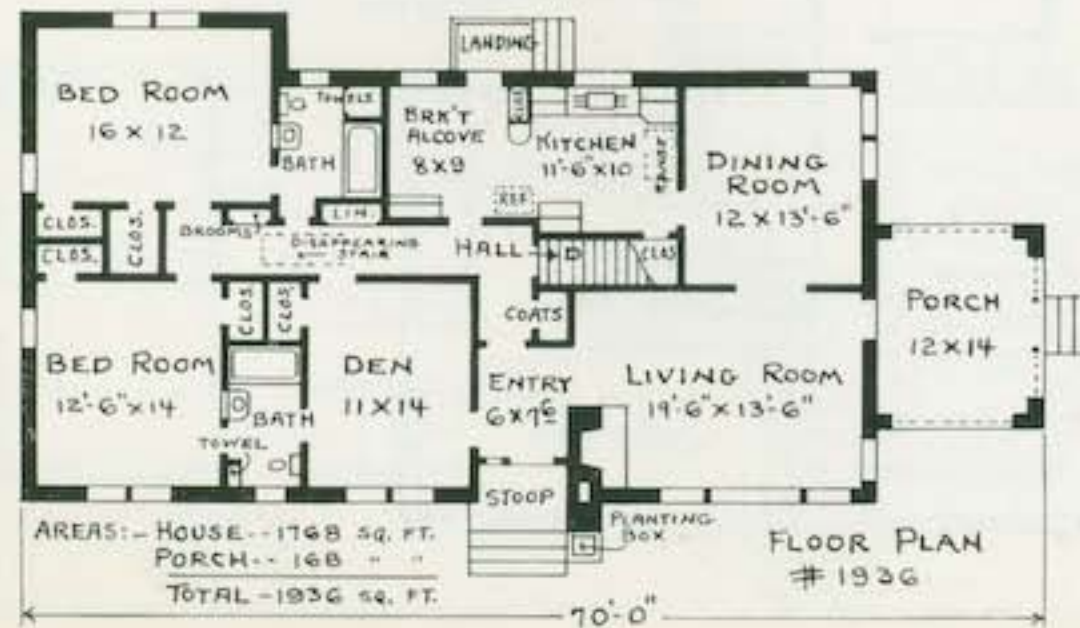 LANDING
BED ROOM
16 X 12
TOWELS
BATH
BRK'T
ALCOVE
8X9
CLOS
KITCHEN
11'-6"X10
RANGE
REF
DINING
ROOM
12 X 13'-6"
CLOS.
CLOS.
CLOS.
BROOMS
LIN.
DISAPPEARING
STAIR
HALL
D
CLOS
PORCH
12X14
CLOS.
CLOS.
COATS
BED ROOM
12'-6"X14
DEN
11X14
BATH
TOWEL
ENTRY
6X7⁶
LIVING ROOM
19'-6"X13'-6"
STOOP
PLANTING
BOX
AREAS:- HOUSE--1768 SQ. FT.
PORCH-- 168 " "
TOTAL -1936 SQ. FT.
FLOOR PLAN
# 1936
70'-0"